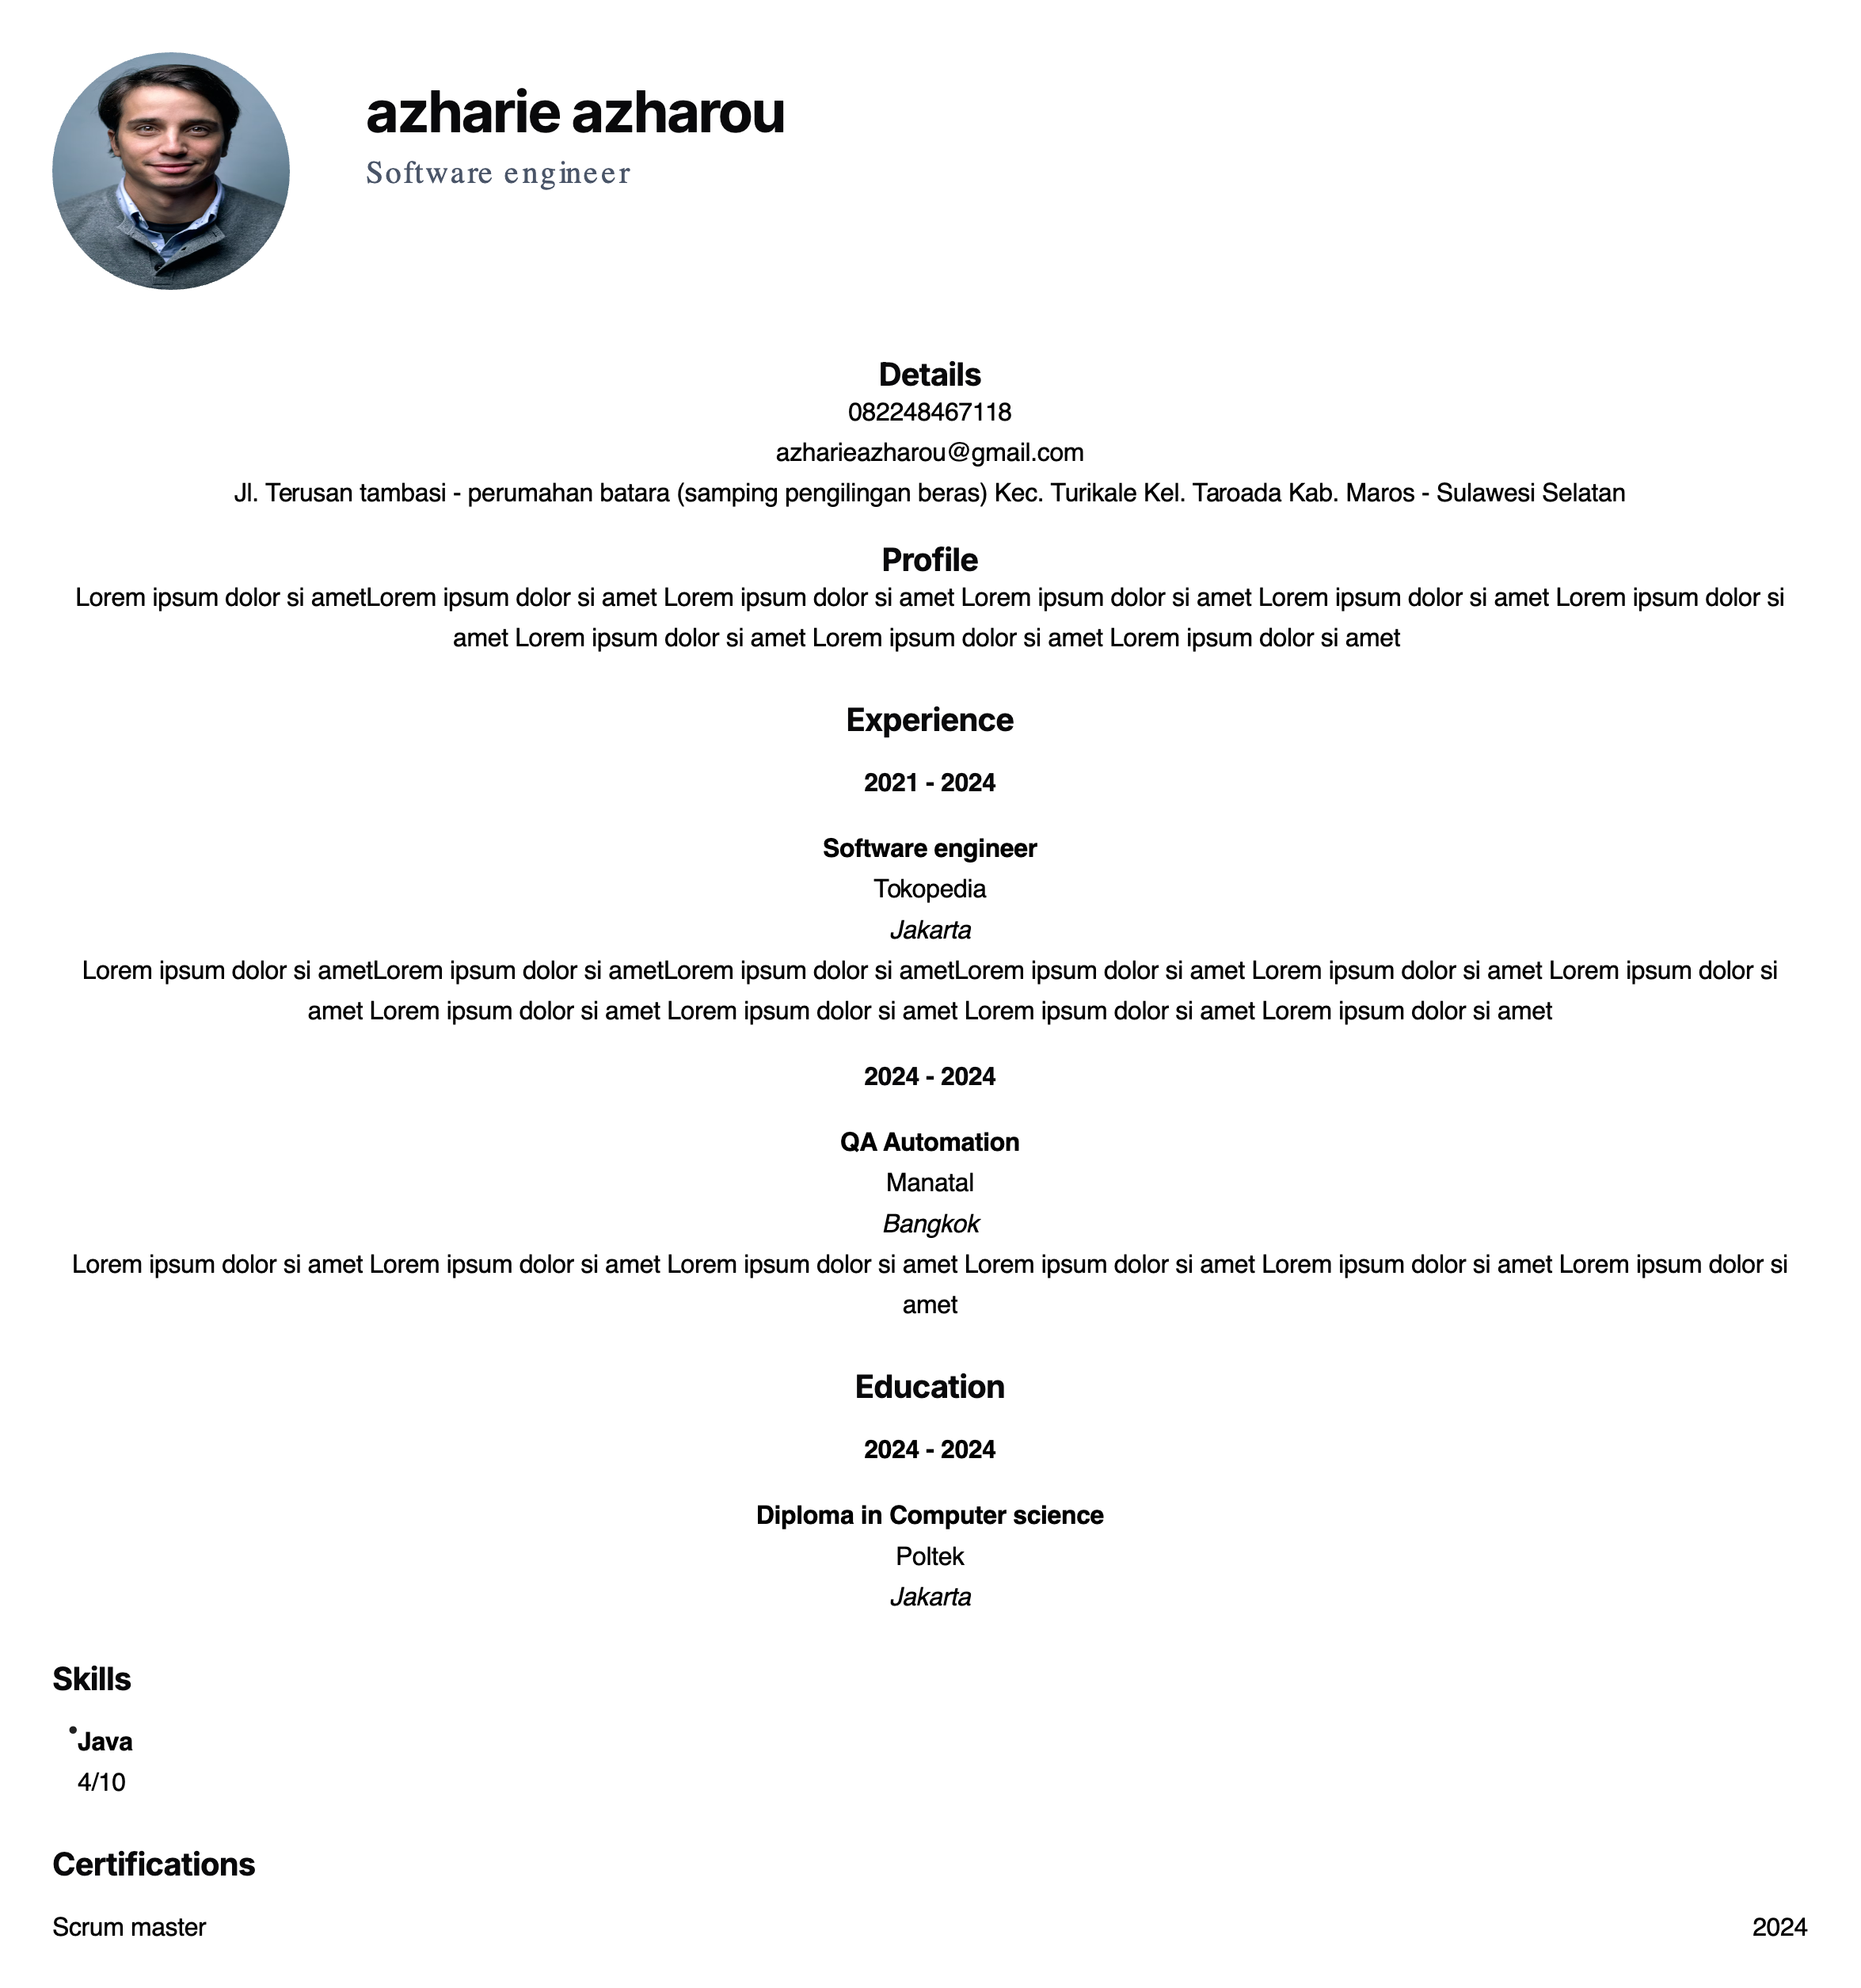 azharie azharou
Software engineer
Details
082248467118
azharieazharou@gmail.com
Jl. Terusan tambasi - perumahan batara (samping pengilingan beras) Kec. Turikale Kel. Taroada Kab. Maros - Sulawesi Selatan
Profile
Lorem ipsum dolor si ametLorem ipsum dolor si amet Lorem ipsum dolor si amet Lorem ipsum dolor si amet Lorem ipsum dolor si amet Lorem ipsum dolor si
amet Lorem ipsum dolor si amet Lorem ipsum dolor si amet Lorem ipsum dolor si amet
Experience
2021 - 2024
Software engineer
Tokopedia
Jakarta
Lorem ipsum dolor si ametLorem ipsum dolor si ametLorem ipsum dolor si ametLorem ipsum dolor si amet Lorem ipsum dolor si amet Lorem ipsum dolor si
amet Lorem ipsum dolor si amet Lorem ipsum dolor si amet Lorem ipsum dolor si amet Lorem ipsum dolor si amet
2024 - 2024
QA Automation
Manatal
Bangkok
Lorem ipsum dolor si amet Lorem ipsum dolor si amet Lorem ipsum dolor si amet Lorem ipsum dolor si amet Lorem ipsum dolor si amet Lorem ipsum dolor si
amet
Education
2024 - 2024
Diploma in Computer science
Poltek
Jakarta
Skills
• Java
4/10
Certifications
Scrum master 2024